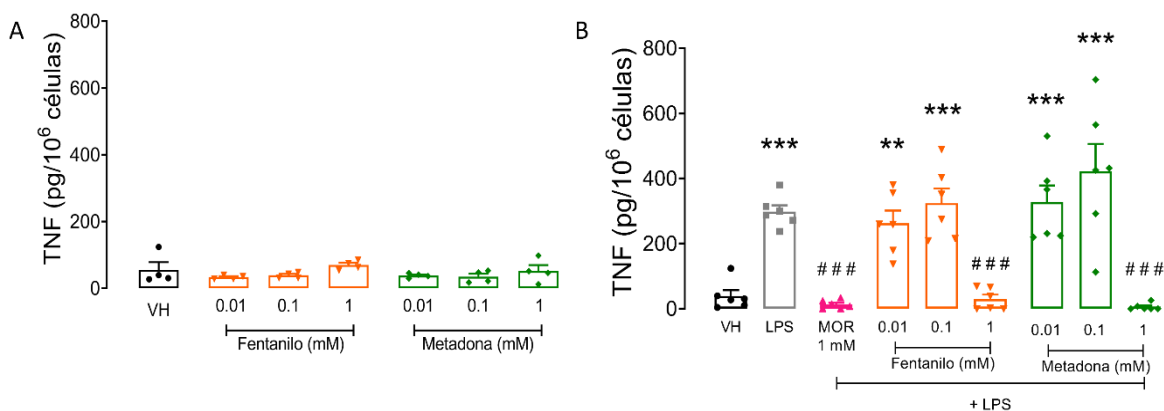 A
TNF (pg/10⁶ células)
800
600
400
200
0
VH
0.01 0.1 1
0.01 0.1 1
Fentanilo (mM)
Metadona (mM)
B
TNF (pg/10⁶ células)
800
600
400
200
0
***
**
***
***
***
# # #
# # #
# # #
VH LPS MOR
1 mM
0.01 0.1 1
0.01 0.1 1
Fentanilo (mM)
Metadona (mM)
+ LPS